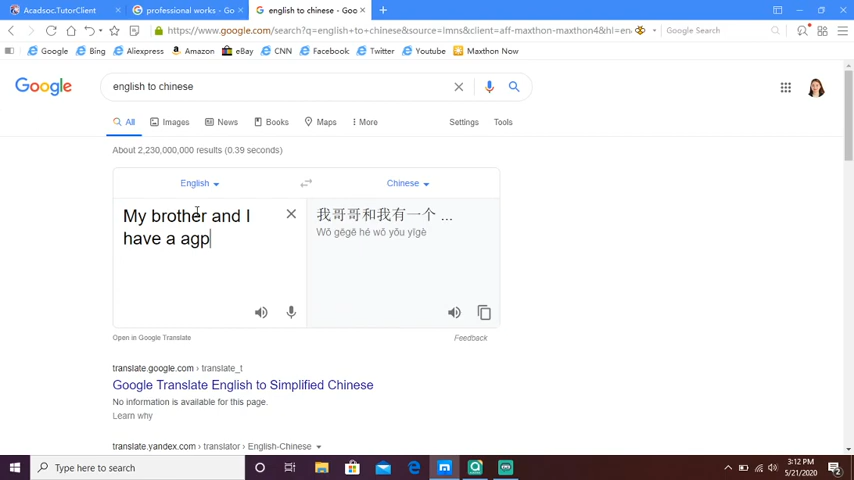 Acadsoc.TutorClient
professional works - Go
english to chinese - Goo
https://www.google.com/search?q=english+to+chinese&source=lmns&client=aff-maxthon-maxthon4&hl=en
Google Search
Google
Bing
Aliexpress
Amazon
eBay
CNN
Facebook
Twitter
Youtube
Maxthon Now
Google
english to chinese
All
Images
News
Books
Maps
More
Settings
Tools
About 2,230,000,000 results (0.39 seconds)
English
Chinese
My brother and I
have a agp
我哥哥和我有一个 ...
Wǒ gēgē hé wǒ yǒu yīgè
Open in Google Translate
Feedback
translate.google.com › translate_t
Google Translate English to Simplified Chinese
No information is available for this page.
Learn why
translate.yandex.com › translator › English-Chinese
Type here to search
3:12 PM
5/21/2020
2